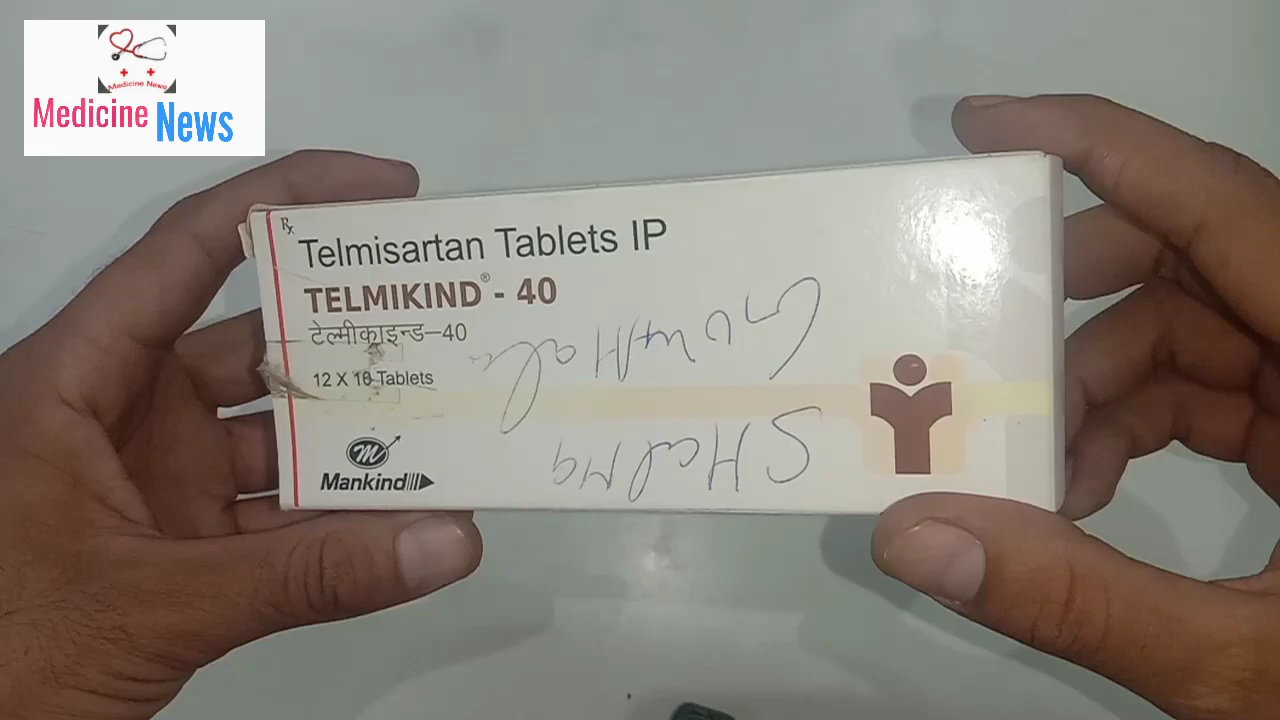 Medicine News
Medicine News
Rx
Telmisartan Tablets IP
TELMIKIND® - 40
टेल्मीकाइन्ड–40
12 X 10 Tablets
m
Mankind